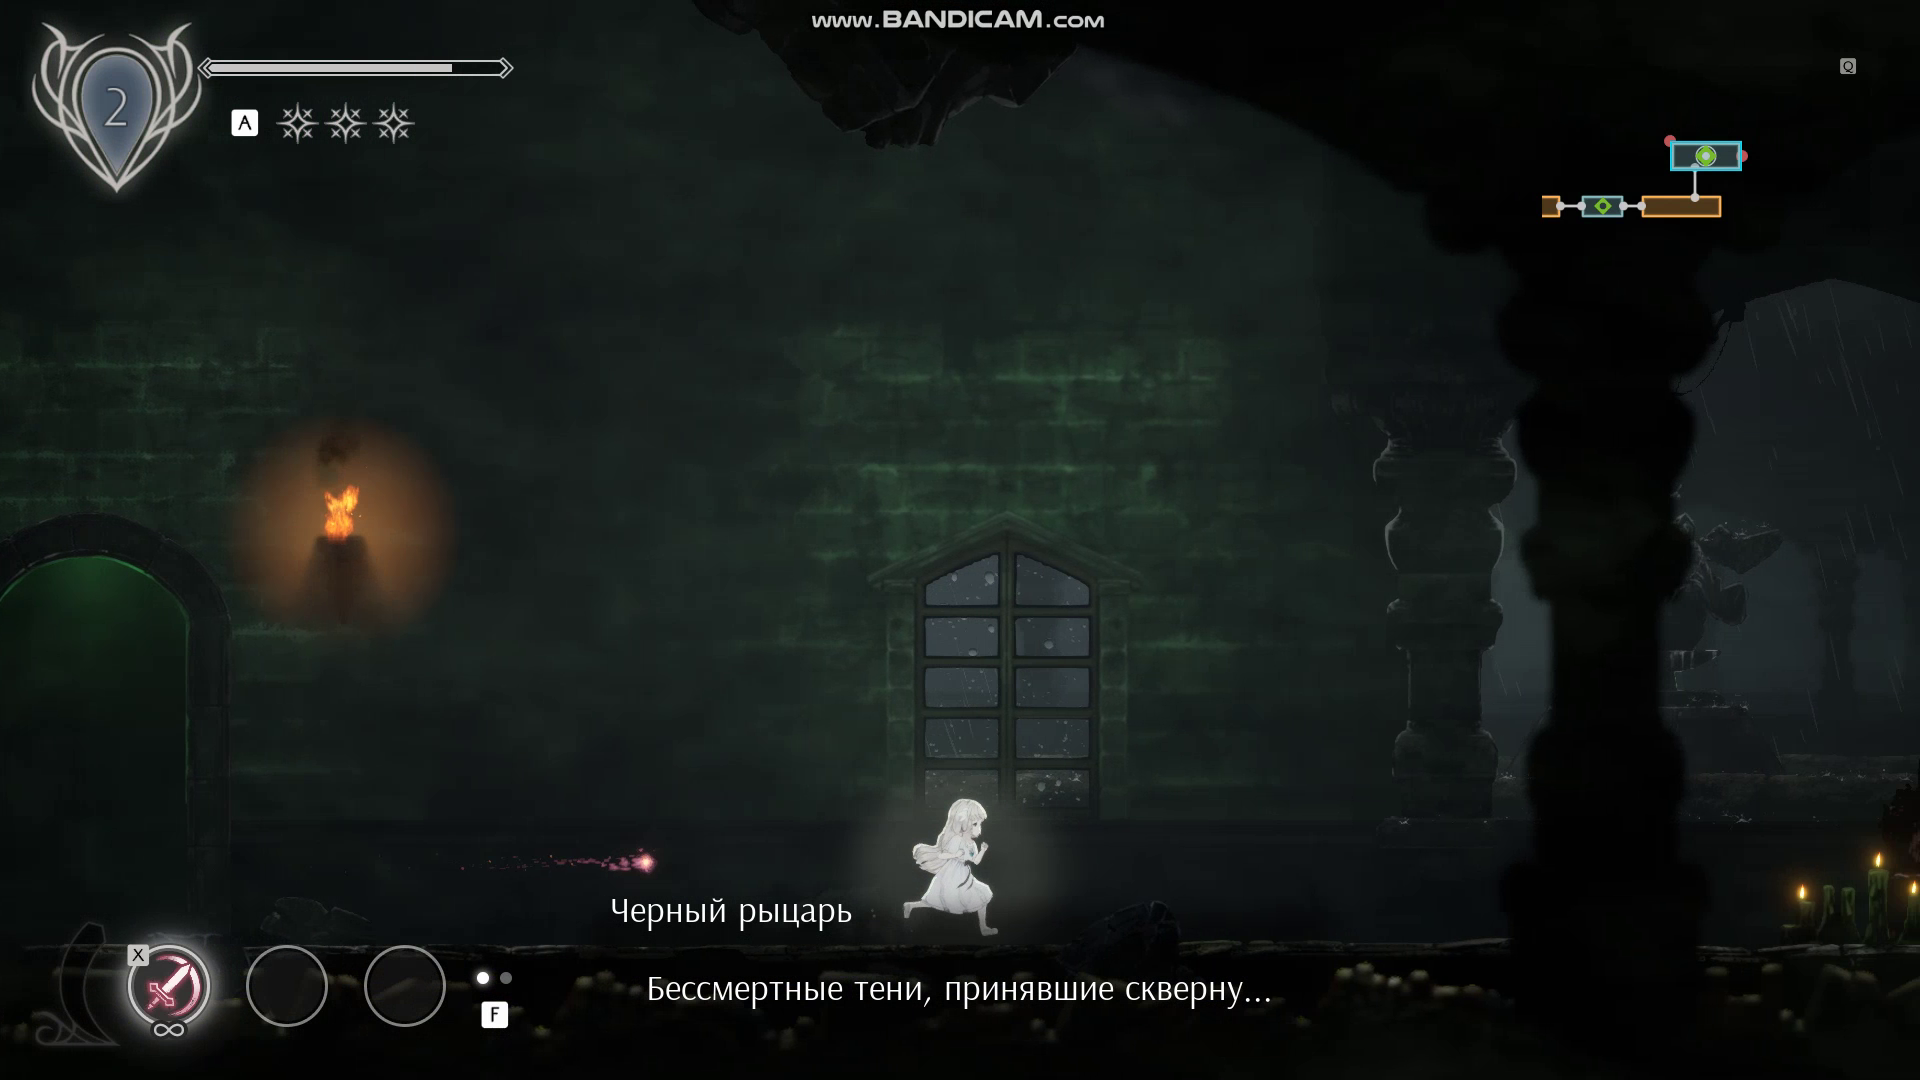 www.BANDICAM.com
Q
2
A
Черный рыцарь
X
Бессмертные тени, принявшие скверну...
F